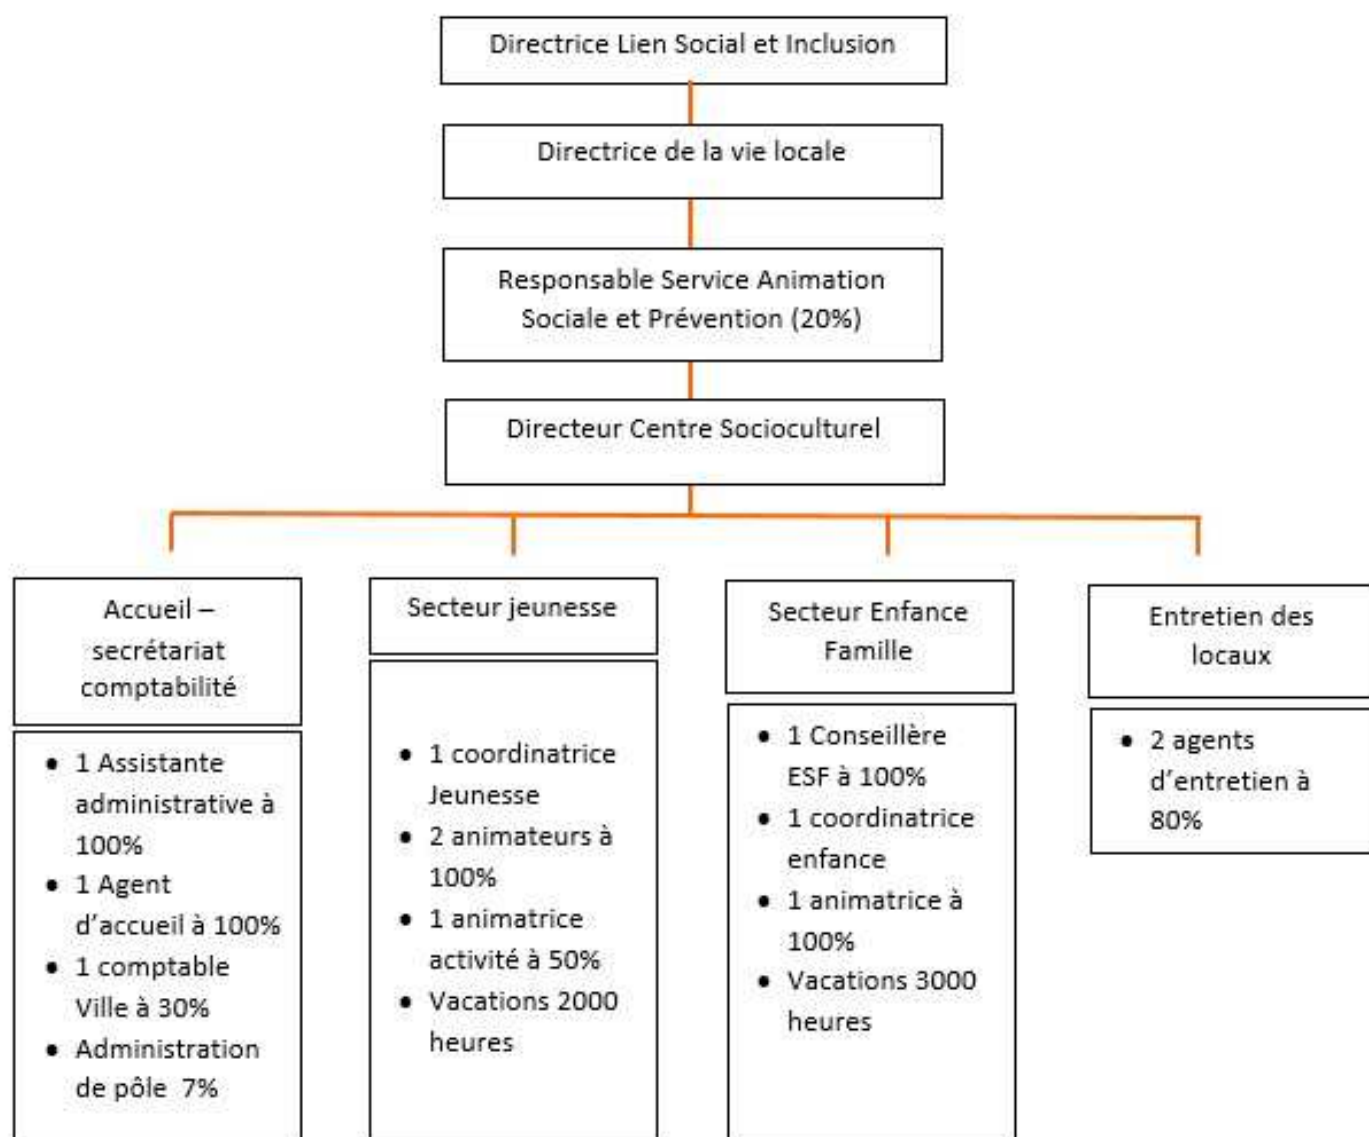 Directrice Lien Social et Inclusion
Directrice de la vie locale
Responsable Service Animation
Sociale et Prévention (20%)
Directeur Centre Socioculturel
Accueil –
secrétariat
comptabilité
● 1 Assistante
administrative à
100%
● 1 Agent
d’accueil à 100%
● 1 comptable
Ville à 30%
● Administration
de pôle 7%
Secteur jeunesse
● 1 coordinatrice
Jeunesse
● 2 animateurs à
100%
● 1 animatrice
activité à 50%
● Vacations 2000
heures
Secteur Enfance
Famille
● 1 Conseillère
ESF à 100%
● 1 coordinatrice
enfance
● 1 animatrice à
100%
● Vacations 3000
heures
Entretien des
locaux
● 2 agents
d’entretien à
80%